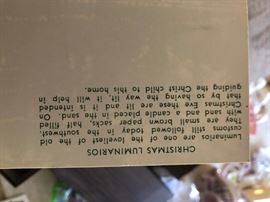 CHRISTMAS LUMINARIOS
Luminarios are one of the loveliest of the old
customs still followed today in the southwest.
They are small brown paper sacks, half filled
with sand and a candle placed in the sand. On
Christmas Eve these are lit and it is intended
that by so having the way lit, it will help in
guiding the Christ child to this home.